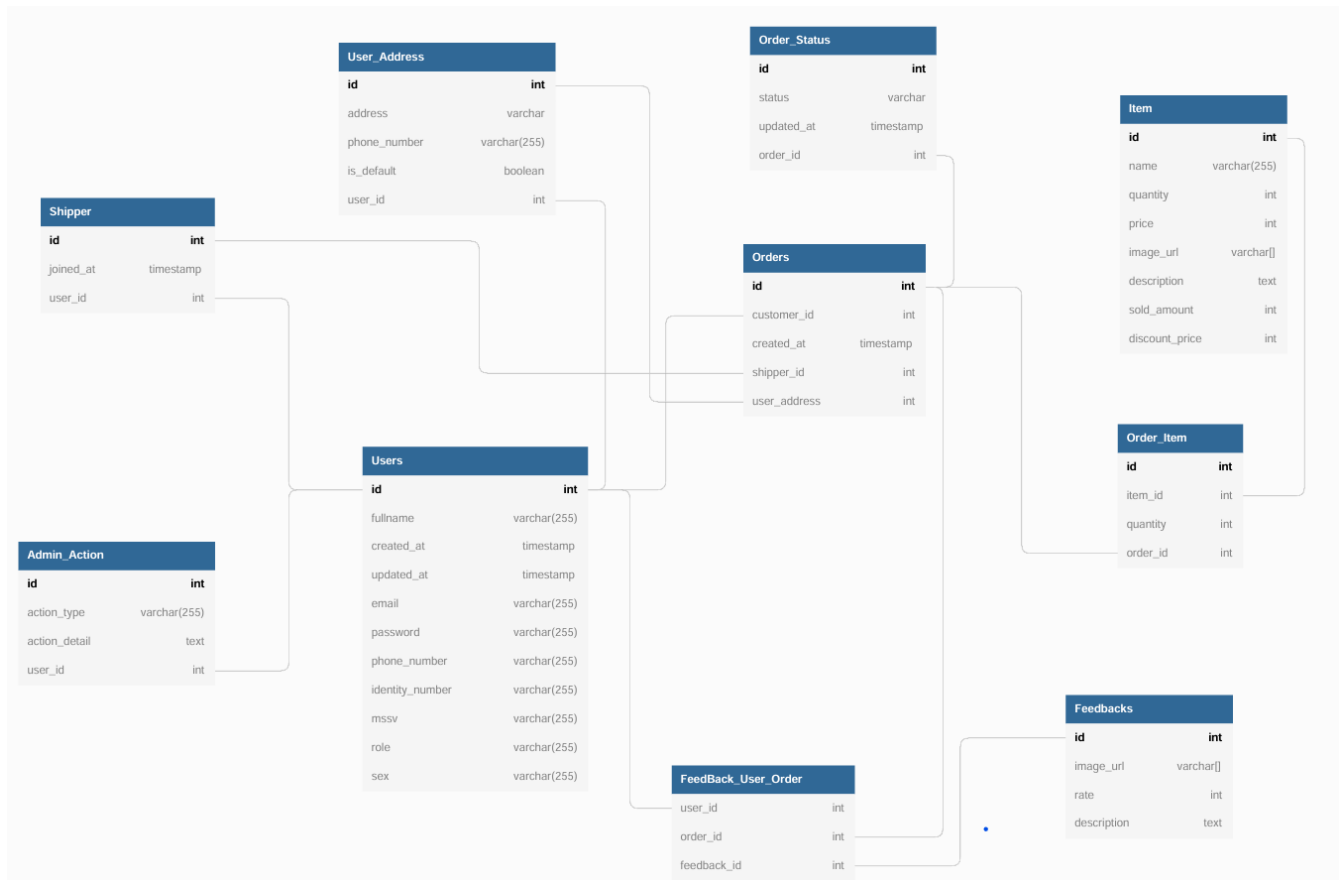 User_Address
id int
address varchar
phone_number varchar(255)
is_default boolean
user_id int
Order_Status
id int
status varchar
updated_at timestamp
order_id int
Item
id int
name varchar(255)
quantity int
price int
image_url varchar[]
description text
sold_amount int
discount_price int
Shipper
id int
joined_at timestamp
user_id int
Orders
id int
customer_id int
created_at timestamp
shipper_id int
user_address int
Order_Item
id int
item_id int
quantity int
order_id int
Users
id int
fullname varchar(255)
created_at timestamp
updated_at timestamp
email varchar(255)
password varchar(255)
phone_number varchar(255)
identity_number varchar(255)
mssv varchar(255)
role varchar(255)
sex varchar(255)
Admin_Action
id int
action_type varchar(255)
action_detail text
user_id int
Feedbacks
id int
image_url varchar[]
rate int
description text
FeedBack_User_Order
user_id int
order_id int
feedback_id int